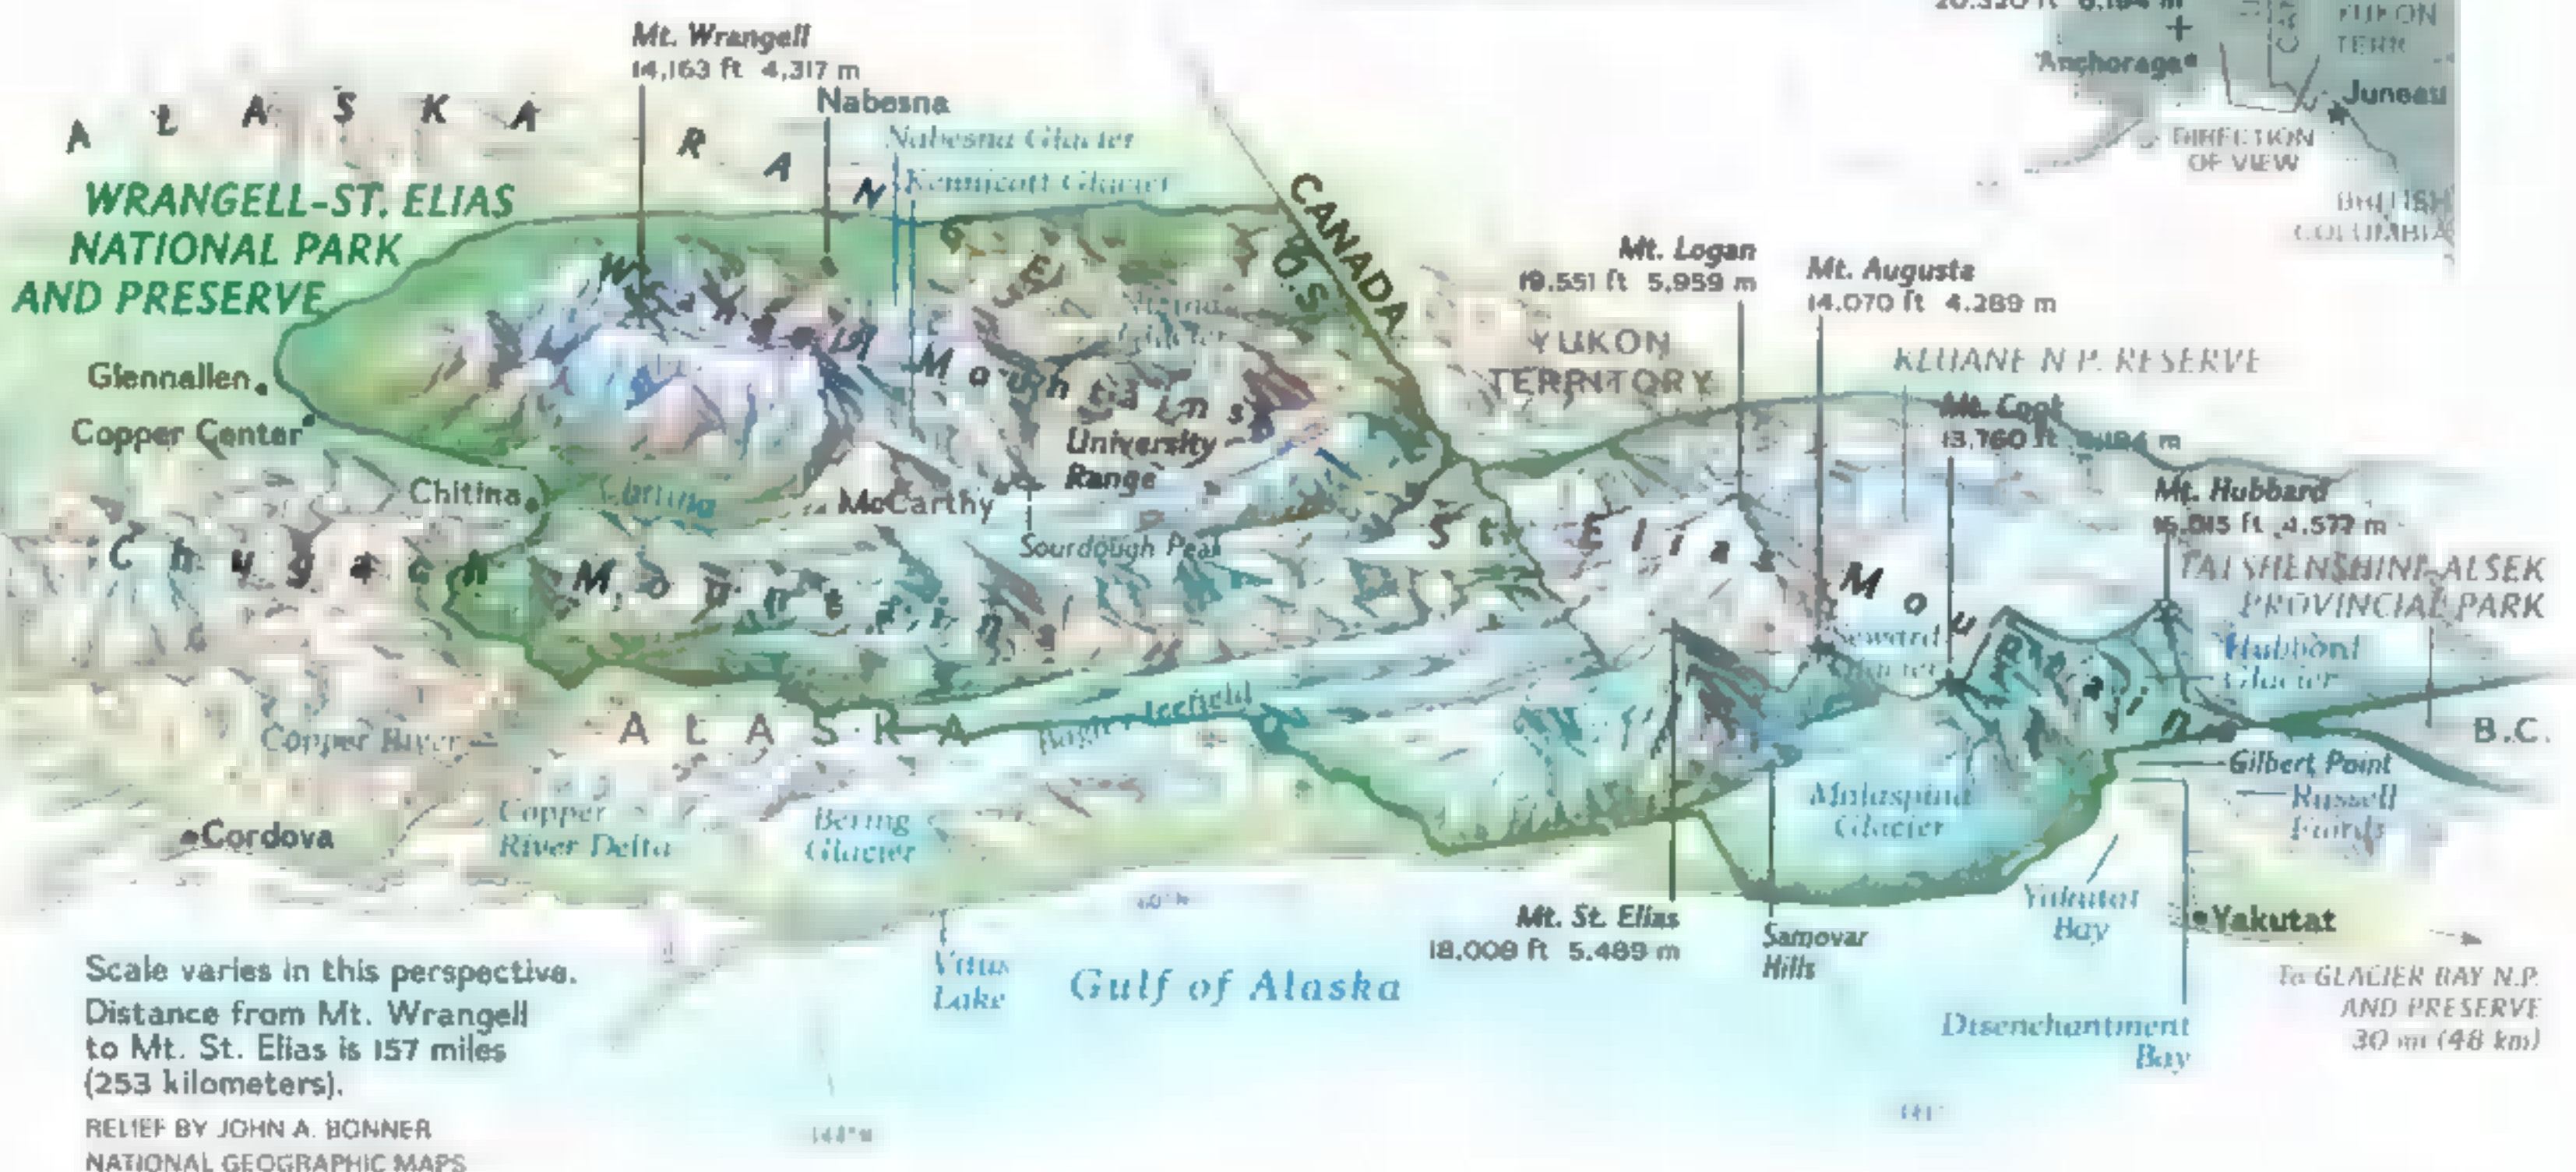 Mt. Wrangell
14,163 ft 4,317 m
Nabesna
Nabesna Glacier
Kennicott Glacier
ALASKA RAN
WRANGELL-ST. ELIAS
NATIONAL PARK
AND PRESERVE
Anchorage
YUKON
TERR.
Juneau
DIRECTION
OF VIEW
BRITISH
COLUMBIA
CANADA
U.S.
Mt. Logan
19,551 ft 5,959 m
Mt. Augusta
14,070 ft 4,289 m
YUKON
TERRITORY
KLUANE N.P. RESERVE
Mt. Cook
13,760 ft
Mt. Hubbard
15,015 ft 4,577 m
TATSHENSHINI-ALSEK
PROVINCIAL PARK
Glennallen
Copper Center
Wrangell Mountains
University
Range
Chitina
McCarthy
Sourdough Peak
Chugach Mountains
St. Elias Mountains
Seward
Glacier
Hubbard
Glacier
B.C.
Copper River
ALASKA
Bagley Icefield
Gilbert Point
Russell
Fiord
Malaspina
Glacier
Cordova
Copper
River Delta
Bering
Glacier
60°N
Mt. St. Elias
18,008 ft 5,489 m
Samovar
Hills
Yakutat
Bay
Yakutat
Vitus
Lake
Gulf of Alaska
Disenchantment
Bay
To GLACIER BAY N.P.
AND PRESERVE
30 mi (48 km)
Scale varies in this perspective.
Distance from Mt. Wrangell
to Mt. St. Elias is 157 miles
(253 kilometers).
RELIEF BY JOHN A. BONNER
NATIONAL GEOGRAPHIC MAPS